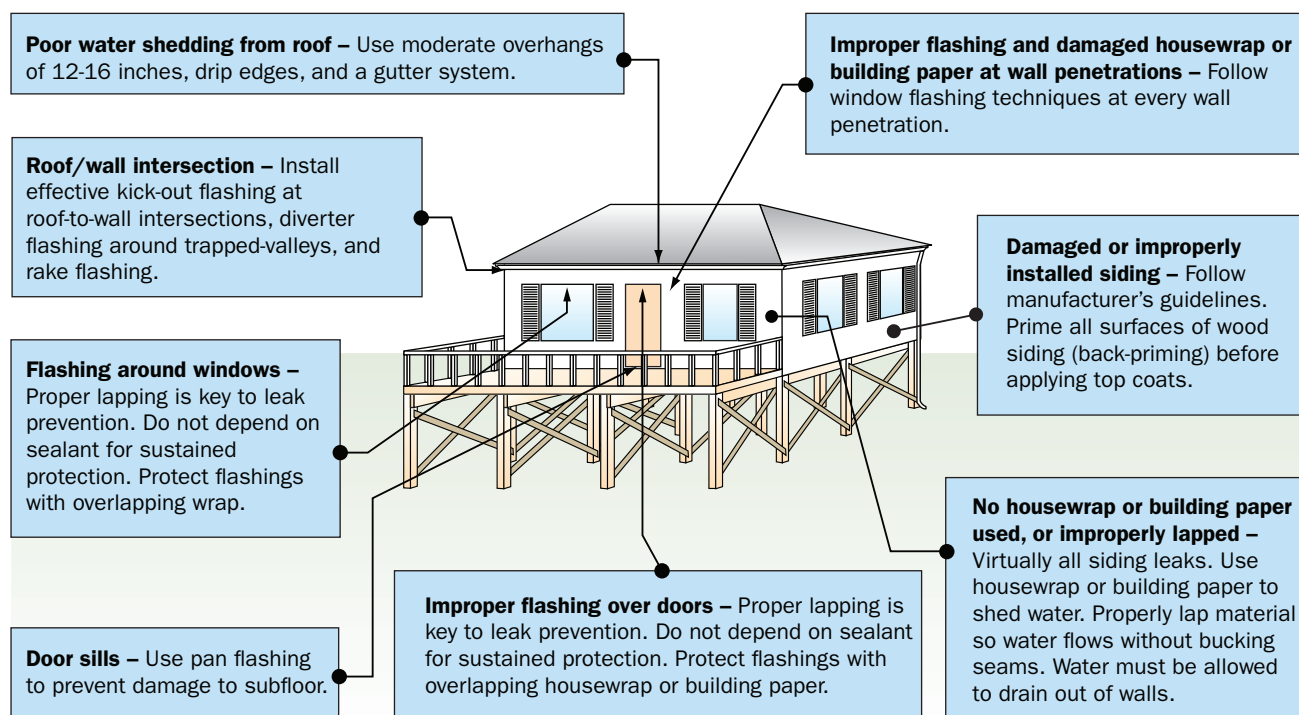 Poor water shedding from roof – Use moderate overhangs
of 12-16 inches, drip edges, and a gutter system.
Improper flashing and damaged housewrap or
building paper at wall penetrations – Follow
window flashing techniques at every wall
penetration.
Roof/wall intersection – Install
effective kick-out flashing at
roof-to-wall intersections, diverter
flashing around trapped-valleys, and
rake flashing.
Damaged or improperly
installed siding – Follow
manufacturer’s guidelines.
Prime all surfaces of wood
siding (back-priming) before
applying top coats.
Flashing around windows –
Proper lapping is key to leak
prevention. Do not depend on
sealant for sustained
protection. Protect flashings
with overlapping wrap.
No housewrap or building paper
used, or improperly lapped –
Virtually all siding leaks. Use
housewrap or building paper to
shed water. Properly lap material
so water flows without bucking
seams. Water must be allowed
to drain out of walls.
Improper flashing over doors – Proper lapping is
key to leak prevention. Do not depend on sealant
for sustained protection. Protect flashings with
overlapping housewrap or building paper.
Door sills – Use pan flashing
to prevent damage to subfloor.